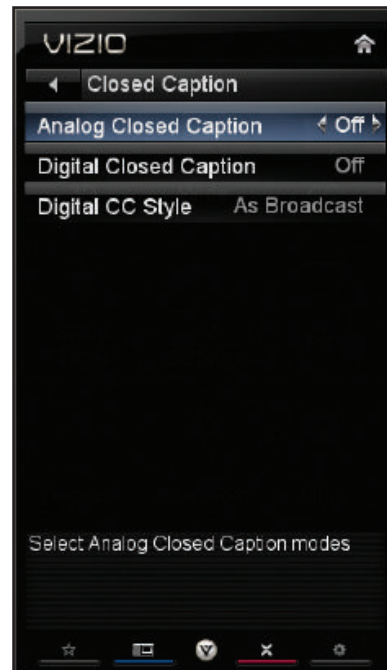 VIZIO
Closed Caption
Analog Closed Caption Off
Digital Closed Caption Off
Digital CC Style As Broadcast
Select Analog Closed Caption modes
V